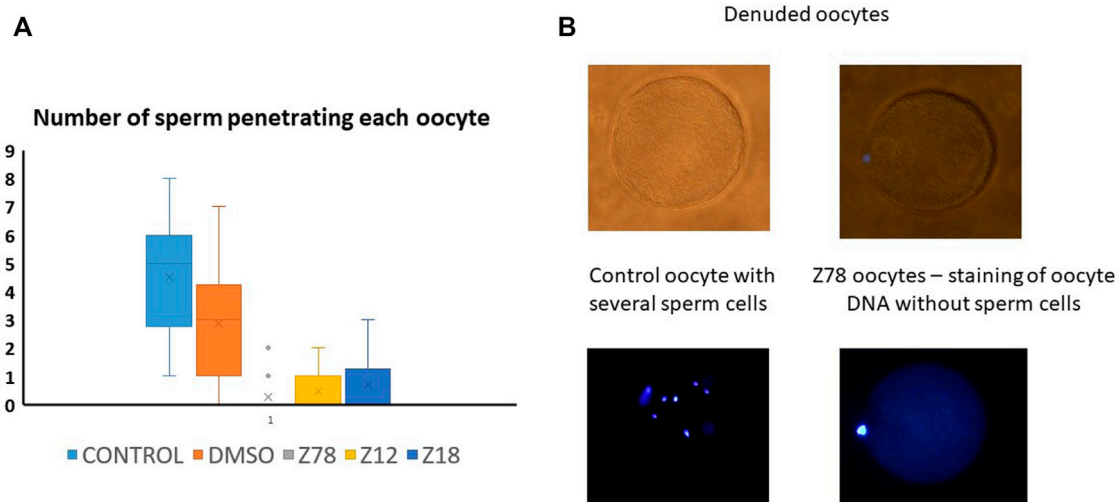 A
Number of sperm penetrating each oocyte
9
8
7
6
5
4
3
2
1
0
1
CONTROL DMSO Z78 Z12 Z18
B
Denuded oocytes
Control oocyte with
several sperm cells
Z78 oocytes – staining of oocyte
DNA without sperm cells